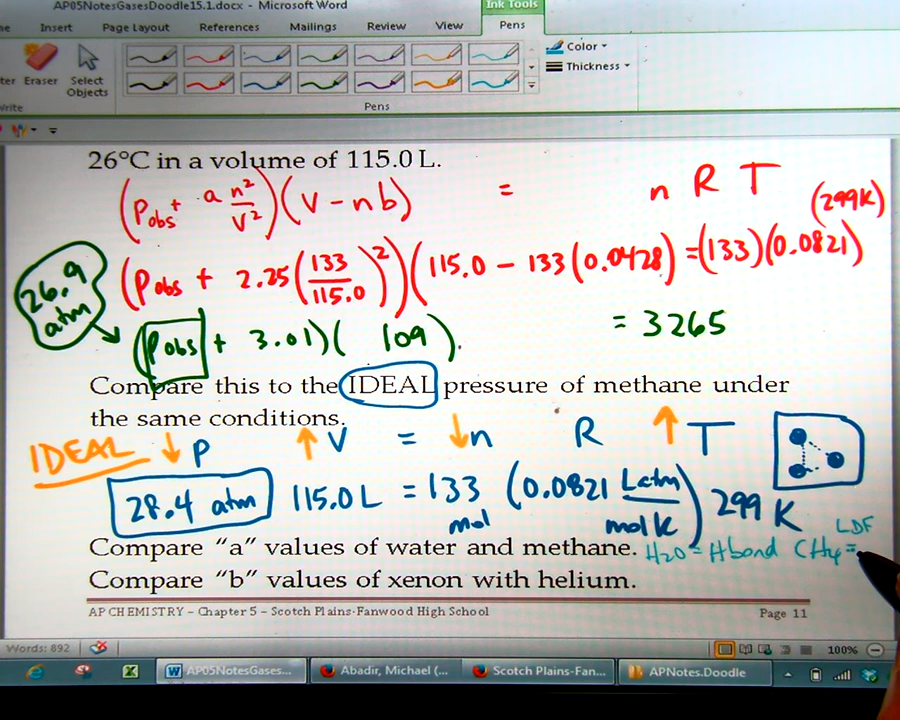 AP05NotesGasesDoodle15.1.docx - Microsoft Word
Ink Tools
Insert Page Layout References Mailings Review View Pens
Eraser Select Objects
Color
Thickness
Pens
26°C in a volume of 115.0 L.
(Pobs + a n²/V²)(V - nb) = n R T
(299K)
(Pobs + 2.25(133/115.0)²)(115.0 - 133(0.0428) = (133)(0.0821)
26.9 atm
(Pobs + 3.01)( 109). = 3265
Compare this to the IDEAL pressure of methane under
the same conditions.
IDEAL ↓P ↑V = ↓n R ↑T
28.4 atm 115.0 L = 133 mol (0.0821 Latm/mol K) 299 K
LDF
Compare “a” values of water and methane. H2O = H bond CH4 =
Compare “b” values of xenon with helium.
AP CHEMISTRY – Chapter 5 – Scotch Plains-Fanwood High School Page 11
Words: 892 100%
AP05NotesGases... Abadir, Michael (... Scotch Plains-Fan... APNotes.Doodle